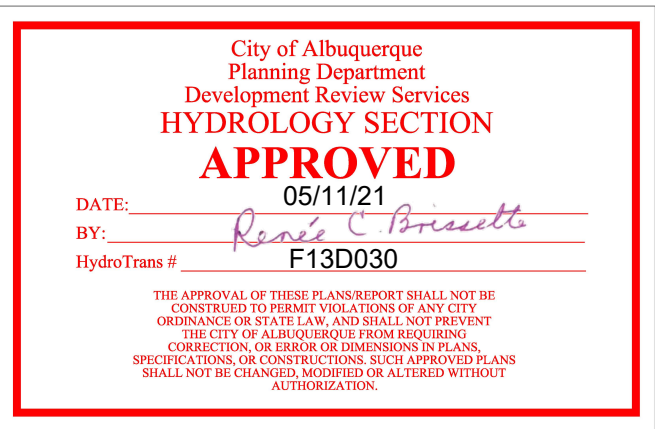 City of Albuquerque
Planning Department
Development Review Services
HYDROLOGY SECTION
APPROVED
DATE: 05/11/21
BY: Renée C. Brissette
HydroTrans # F13D030
THE APPROVAL OF THESE PLANS/REPORT SHALL NOT BE
CONSTRUED TO PERMIT VIOLATIONS OF ANY CITY
ORDINANCE OR STATE LAW, AND SHALL NOT PREVENT
THE CITY OF ALBUQUERQUE FROM REQUIRING
CORRECTION, OR ERROR OR DIMENSIONS IN PLANS,
SPECIFICATIONS, OR CONSTRUCTIONS. SUCH APPROVED PLANS
SHALL NOT BE CHANGED, MODIFIED OR ALTERED WITHOUT
AUTHORIZATION.